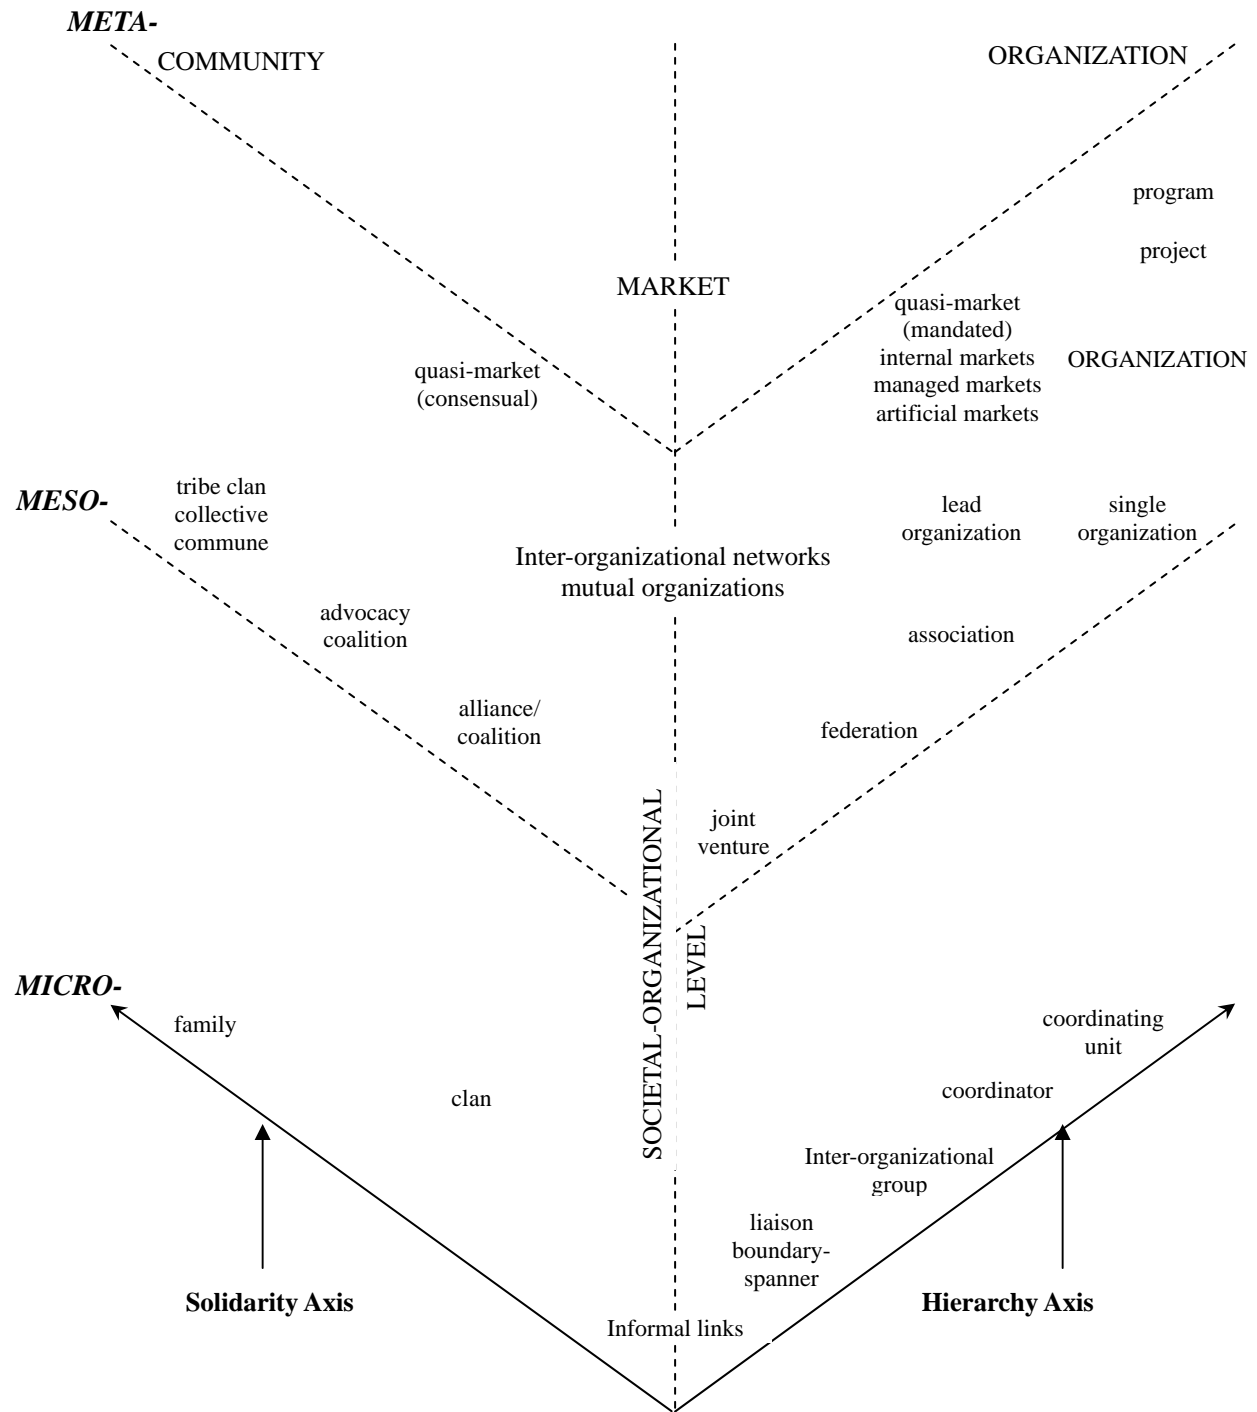 META-
COMMUNITY
ORGANIZATION
program
project
MARKET
quasi-market
(mandated)
internal markets
managed markets
artificial markets
ORGANIZATION
quasi-market
(consensual)
MESO-
tribe clan
collective
commune
lead
organization
single
organization
Inter-organizational networks
mutual organizations
advocacy
coalition
association
alliance/
coalition
federation
joint
venture
SOCIETAL-ORGANIZATIONAL
LEVEL
MICRO-
family
coordinating
unit
clan
coordinator
Inter-organizational
group
liaison
boundary-
spanner
Solidarity Axis
Hierarchy Axis
Informal links